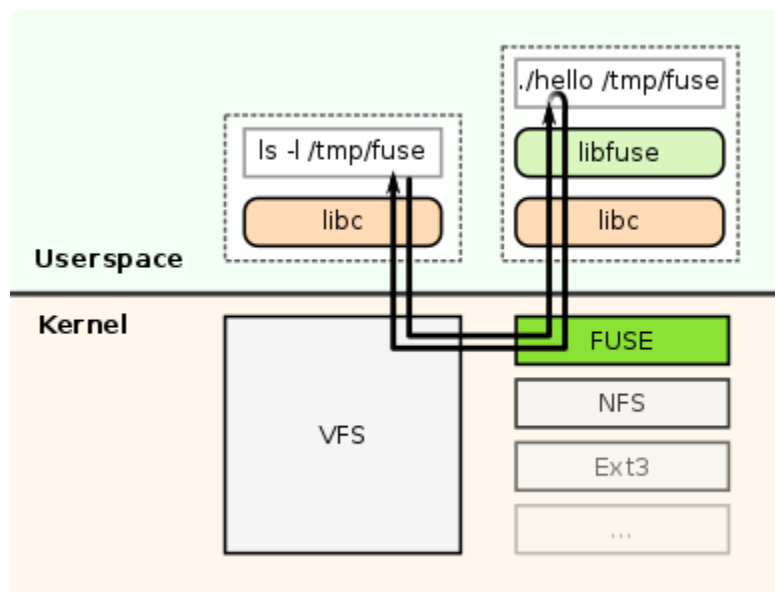 ./hello /tmp/fuse
ls -l /tmp/fuse
libfuse
libc
libc
Userspace
Kernel
FUSE
NFS
VFS
Ext3
...